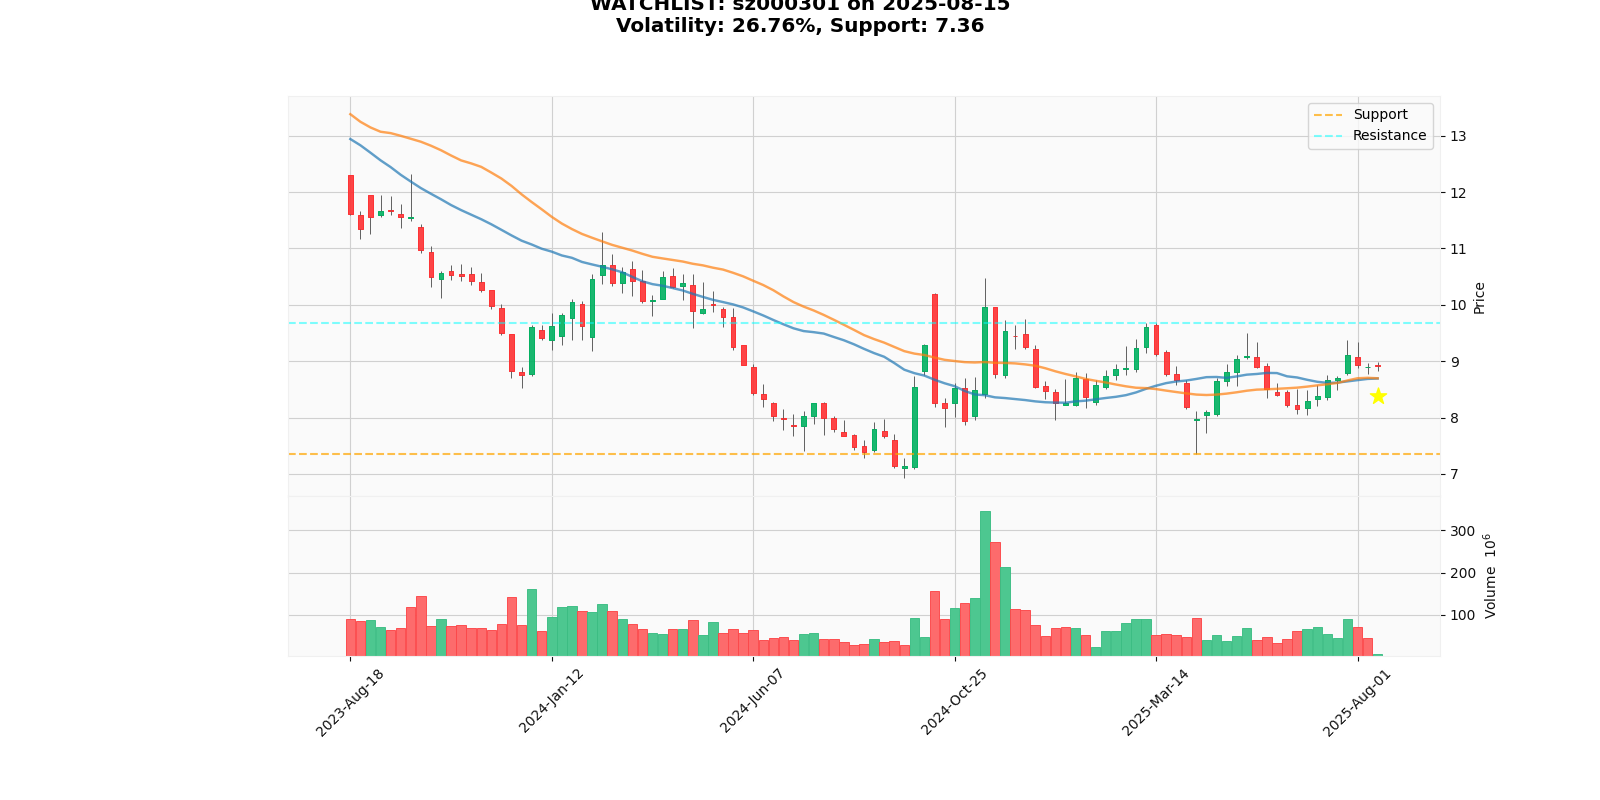 WATCHLIST: sz000301 on 2025-08-15
Volatility: 26.76%, Support: 7.36
Support
Resistance
13
12
11
10
9
8
7
Price
300
200
100
Volume 10⁶
2023-Aug-18
2024-Jan-12
2024-Jun-07
2024-Oct-25
2025-Mar-14
2025-Aug-01